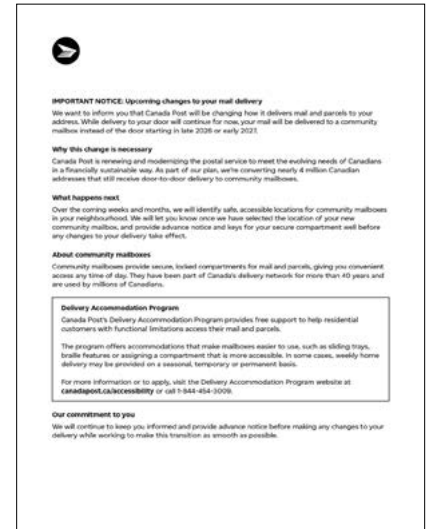 IMPORTANT NOTICE: Upcoming changes to your mail delivery
We want to inform you that Canada Post will be changing how it delivers mail and parcels to your
address. While delivery to your door will continue for now, your mail will be delivered to a community
mailbox instead of the door starting in late 2026 or early 2027.
Why this change is necessary
Canada Post is renewing and modernizing the postal service to meet the evolving needs of Canadians
in a financially sustainable way. As part of our plan, we're converting nearly 4 million Canadian
addresses that still receive door-to-door delivery to community mailboxes.
What happens next
Over the coming weeks and months, we will identify safe, accessible locations for community mailboxes
in your neighbourhood. We will let you know once we have selected the location of your new
community mailbox, and provide advance notice and keys for your secure compartment well before
any changes to your delivery take effect.
About community mailboxes
Community mailboxes provide secure, locked compartments for mail and parcels, giving you convenient
access any time of day. They have been part of Canada's delivery network for more than 40 years and
are used by millions of Canadians.
Delivery Accommodation Program
Canada Post's Delivery Accommodation Program provides free support to help residential
customers with functional limitations access their mail and parcels.
The program offers accommodations that make mailboxes easier to use, such as sliding trays,
braille features or assigning a compartment that is more accessible. In some cases, weekly home
delivery may be provided on a seasonal, temporary or permanent basis.
For more information or to apply, visit the Delivery Accommodation Program website at
canadapost.ca/accessibility or call 1-844-454-3009.
Our commitment to you
We will continue to keep you informed and provide advance notice before making any changes to your
delivery while working to make this transition as smooth as possible.